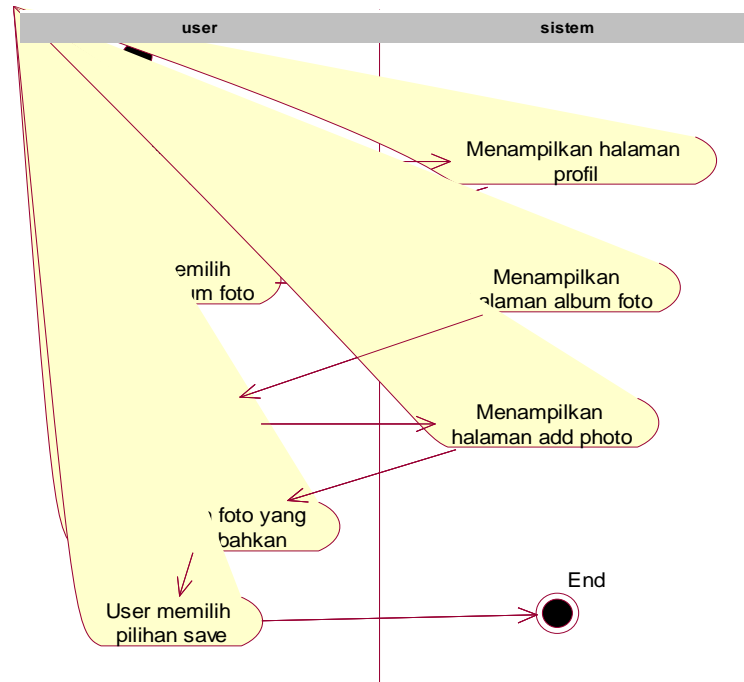 user
sistem
Menampilkan halaman
profil
emilih
um foto
Menampilkan
alaman album foto
Menampilkan
halaman add photo
foto yang
bahkan
User memilih
pilihan save
End